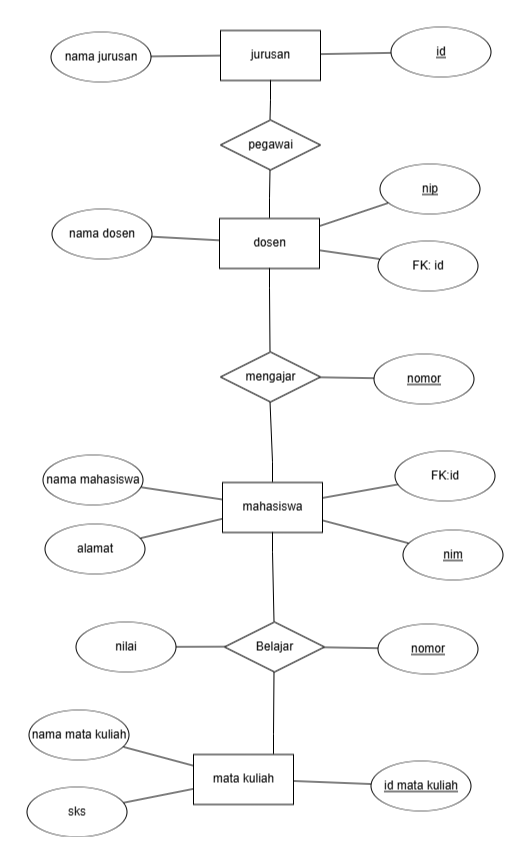 nama jurusan
jurusan
id
pegawai
nip
nama dosen
dosen
FK: id
mengajar
nomor
nama mahasiswa
FK:id
mahasiswa
alamat
nim
nilai
Belajar
nomor
nama mata kuliah
mata kuliah
id mata kuliah
sks